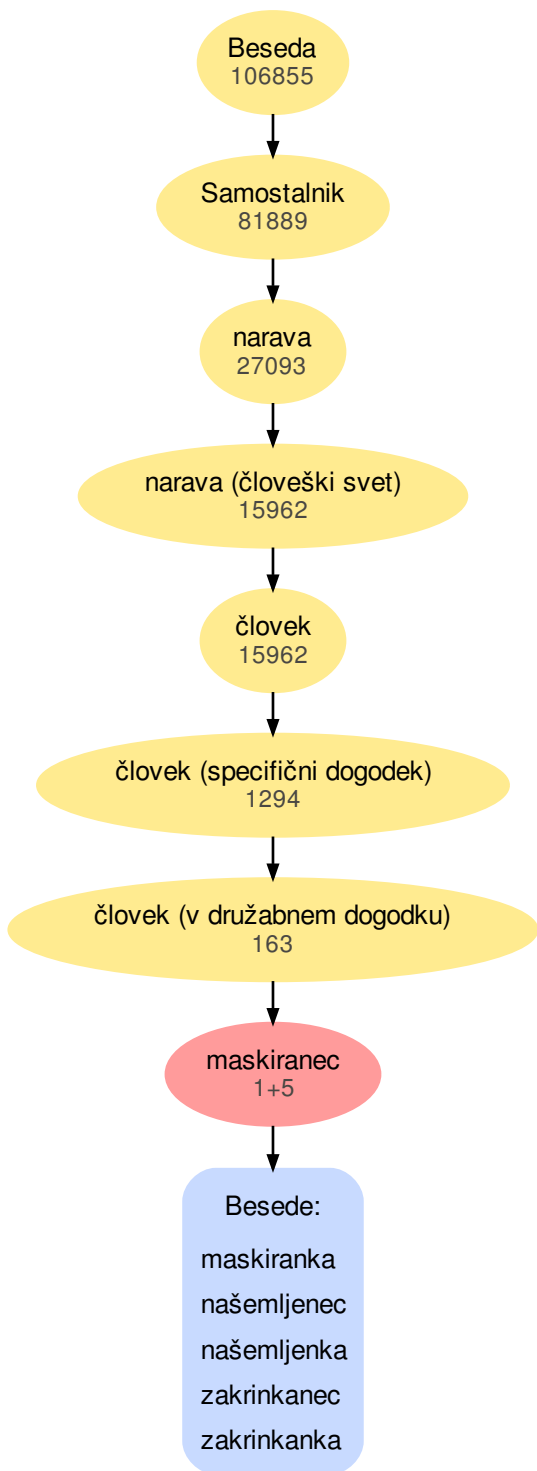 Beseda
106855
Samostalnik
81889
narava
27093
narava (človeški svet)
15962
človek
15962
človek (specifični dogodek)
1294
človek (v družabnem dogodku)
163
maskiranec
1+5
Besede:
maskiranka
našemljenec
našemljenka
zakrinkanec
zakrinkanka